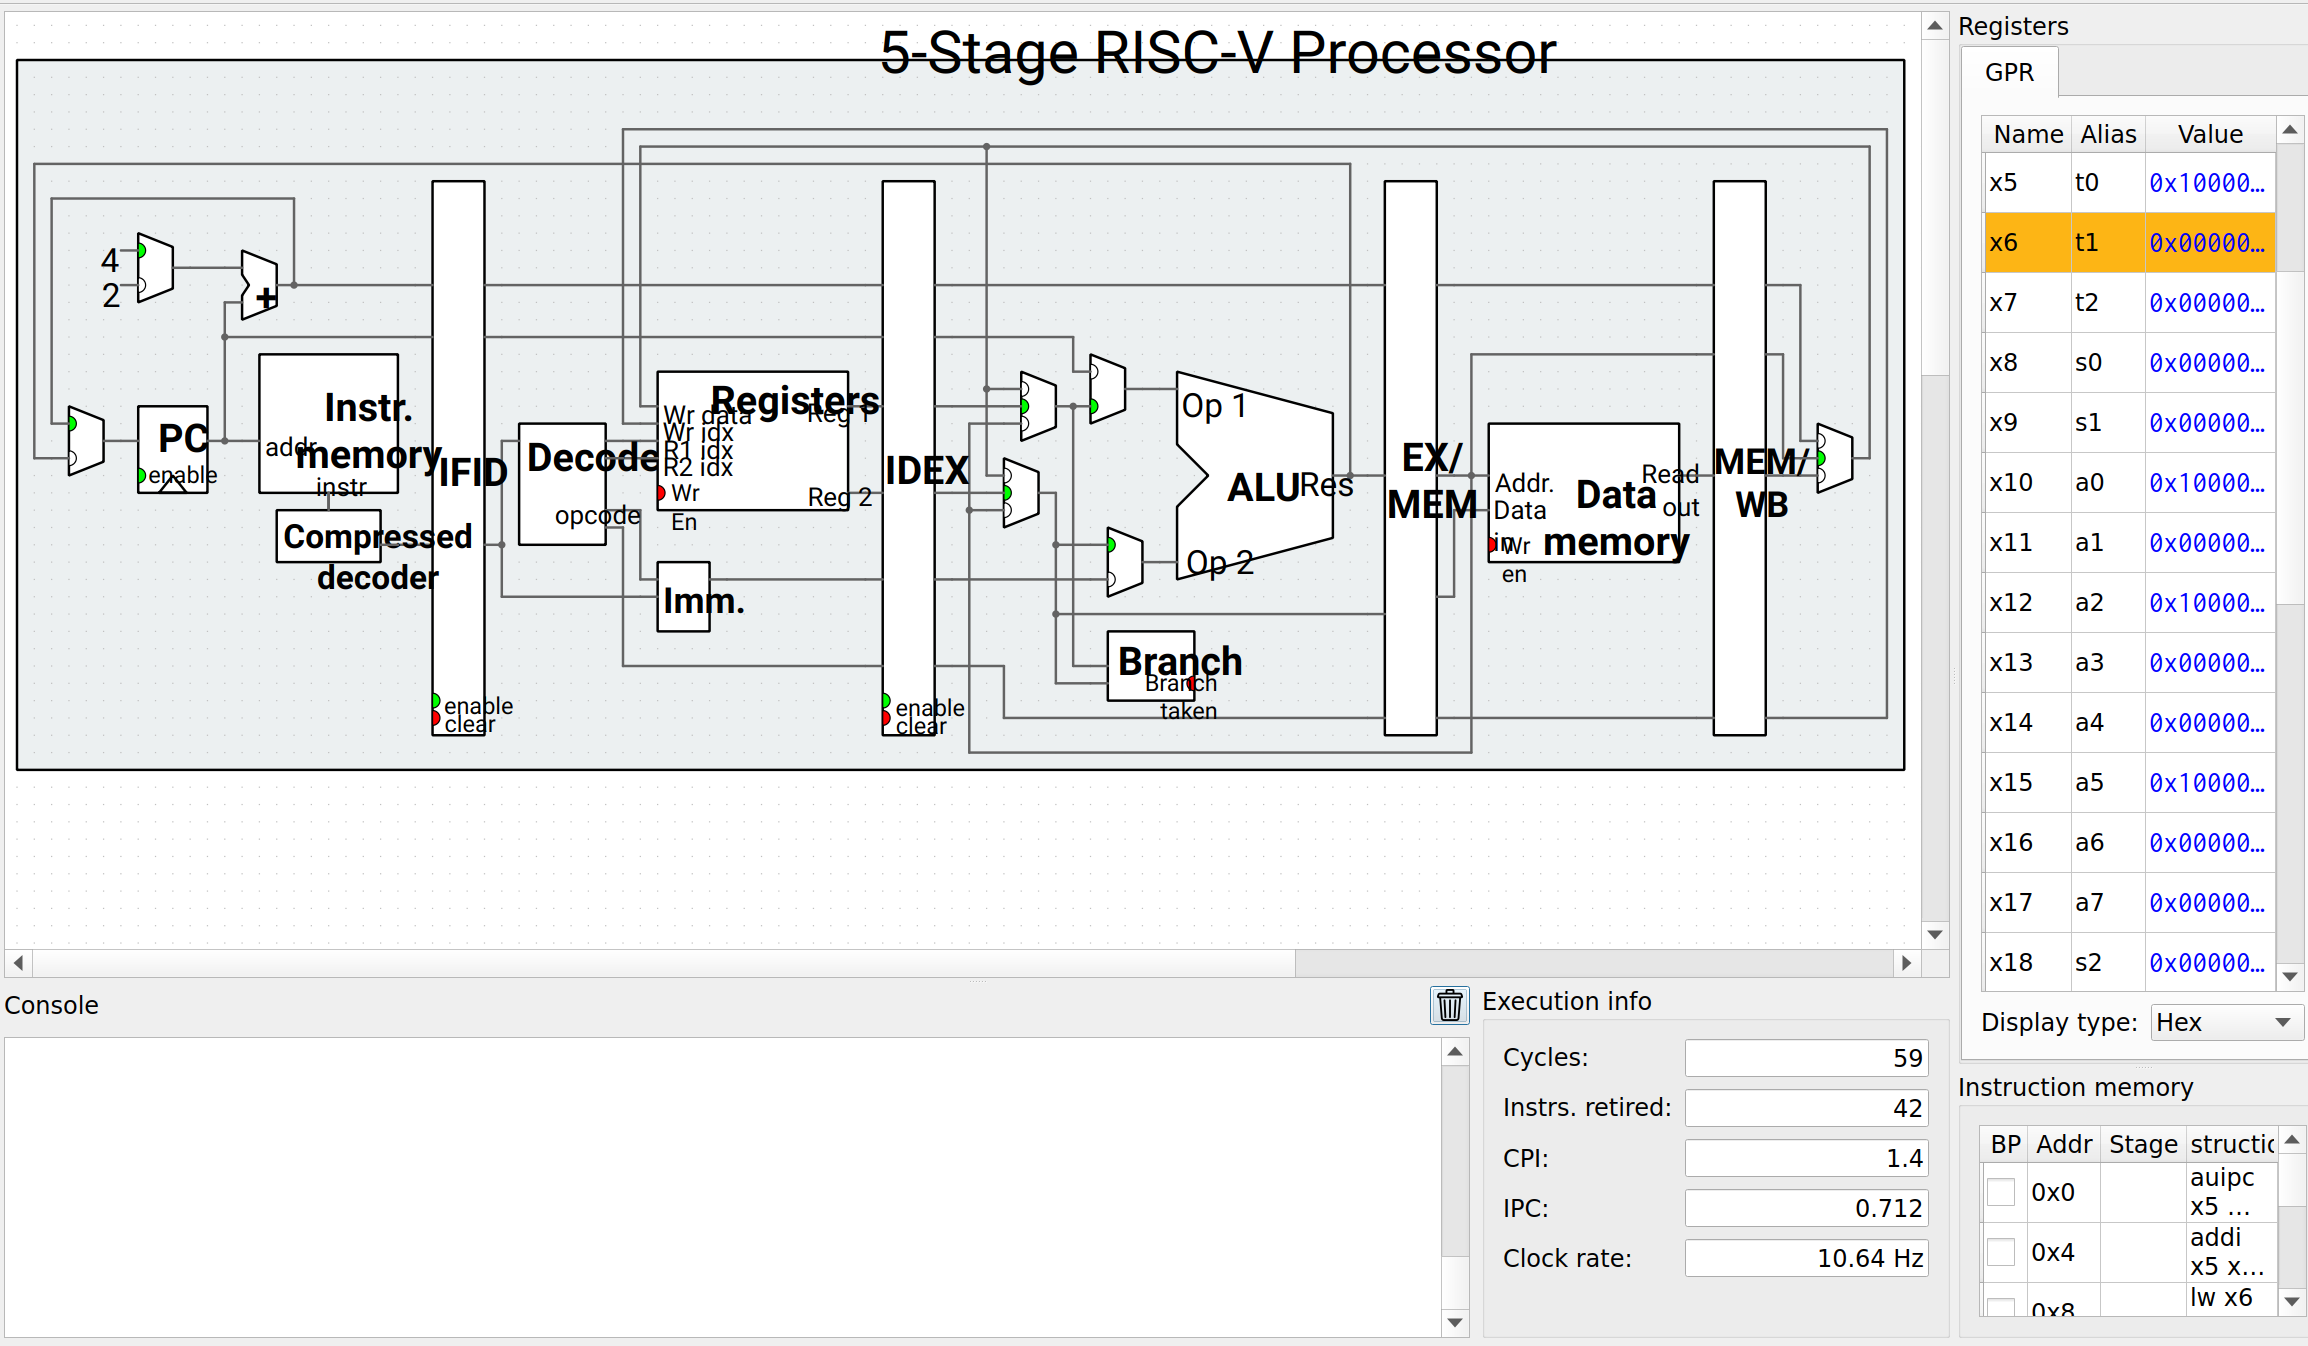 5-Stage RISC-V Processor
4
2
+
PC
enable
Instr.
memory
addr
instr
Compressed
decoder
IFID
enable
clear
Decode
opcode
Registers
Wr data
Wr idx
R1 idx
R2 idx
Wr
En
Reg 1
Reg 2
Imm.
IDEX
enable
clear
Op 1
ALU
Res
Op 2
Branch
Branch
taken
EX/
MEM
Addr.
Data
in
Wr
en
Data
memory
Read
out
MEM/
WB
Registers
GPR
Name Alias Value
x5 t0 0x10000...
x6 t1 0x00000...
x7 t2 0x00000...
x8 s0 0x00000...
x9 s1 0x00000...
x10 a0 0x10000...
x11 a1 0x00000...
x12 a2 0x10000...
x13 a3 0x00000...
x14 a4 0x00000...
x15 a5 0x10000...
x16 a6 0x00000...
x17 a7 0x00000...
x18 s2 0x00000...
Display type: Hex
Console
Execution info
Cycles: 59
Instrs. retired: 42
CPI: 1.4
IPC: 0.712
Clock rate: 10.64 Hz
Instruction memory
BP Addr Stage structic
0x0 auipc
x5 ...
0x4 addi
x5 x...
0x8 lw x6